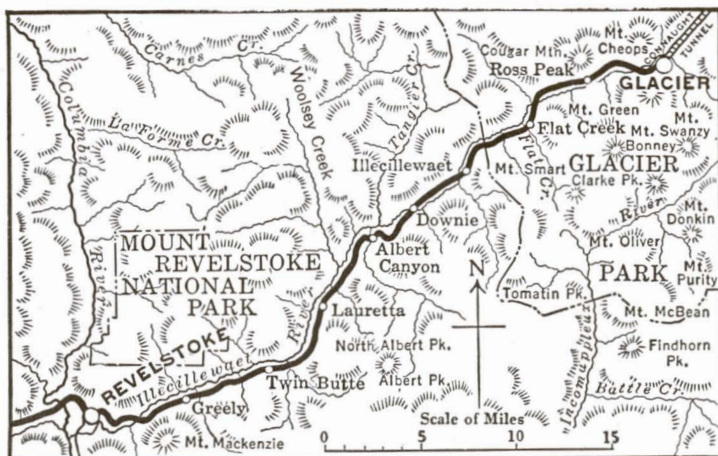 Carnes Cr.
Cougar Mth.
Mt.
Cheops
CONNAUGHT
TUNNEL
Ross Peak
GLACIER
Woolsey Creek
Tangier Cr.
Columbia
River
La Forme Cr.
Mt. Green
Flat Creek
Mt.
Swanzy
Mt.
Bonney
Illecillewaet
Flat Cr.
Mt. Smart
GLACIER
PARK
Clarke Pk.
River
Mt.
Donkin
Downie
MOUNT
REVELSTOKE
NATIONAL
PARK
Albert
Canyon
N
Mt. Oliver
Mt.
Purity
Tomatin Pk.
Mt. McBean
Lauretta
River
Incomappleux
North Albert Pk.
Findhorn
Pk.
REVELSTOKE
Illecillewaet
Twin Butte
Albert Pk.
Battle Cr.
Greely
Mt. Mackenzie
Scale of Miles
0 5 10 15